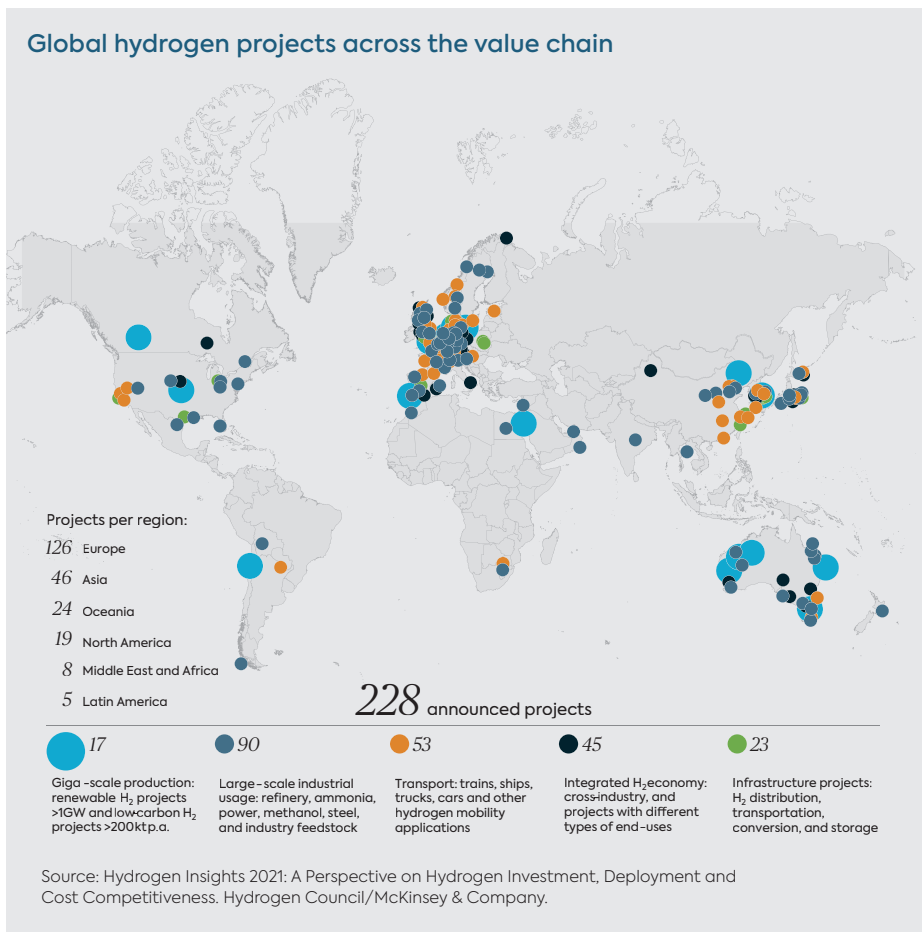 Global hydrogen projects across the value chain
Projects per region:
126 Europe
46 Asia
24 Oceania
19 North America
8 Middle East and Africa
5 Latin America
228 announced projects
17
Giga-scale production:
renewable H₂ projects
>1GW and low-carbon H₂
projects >200kt p.a.
90
Large-scale industrial
usage: refinery, ammonia,
power, methanol, steel,
and industry feedstock
53
Transport: trains, ships,
trucks, cars and other
hydrogen mobility
applications
45
Integrated H₂ economy:
cross-industry, and
projects with different
types of end-uses
23
Infrastructure projects:
H₂ distribution,
transportation,
conversion, and storage
Source: Hydrogen Insights 2021: A Perspective on Hydrogen Investment, Deployment and
Cost Competitiveness. Hydrogen Council/McKinsey & Company.